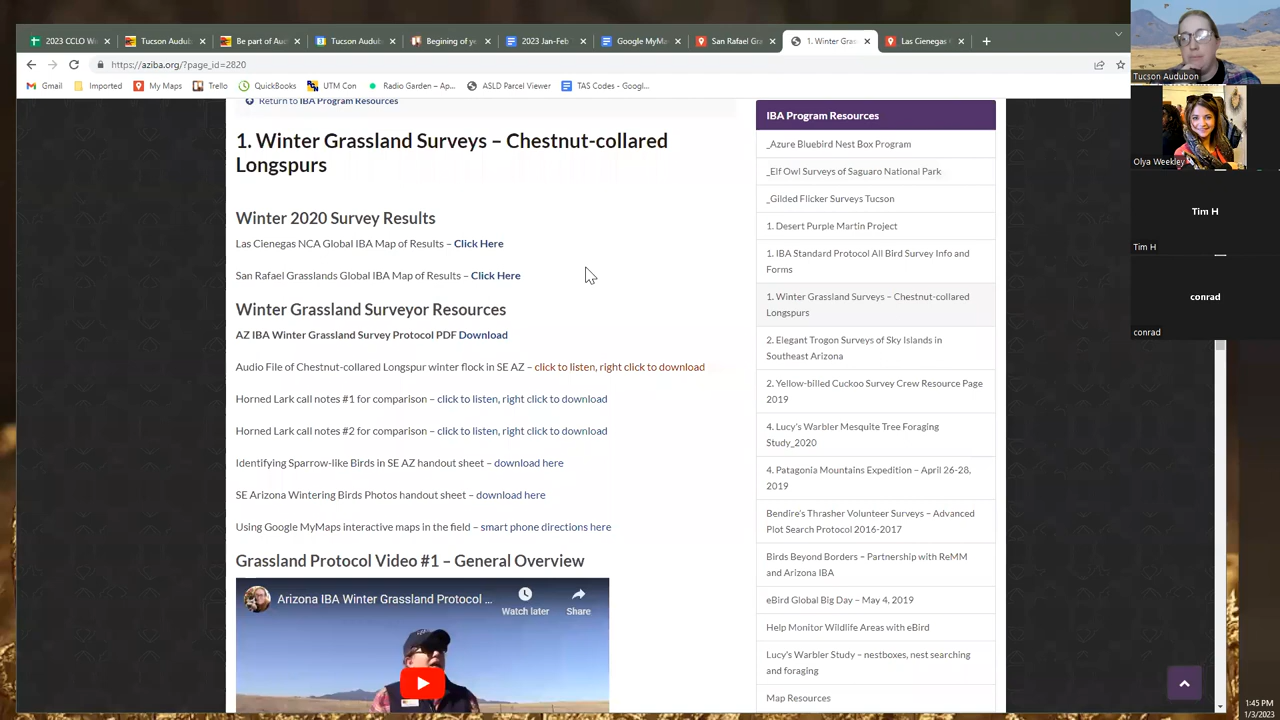 2023 CCLO W
Tucson Audub
Be part of Au
Tucson Audub
Begining of ye
2023 Jan-Feb
Google MyMa
San Rafael Gr
1. Winter Gra
Las Cienegas
https://aziba.org/?page_id=2820
Gmail
Imported
My Maps
Trello
QuickBooks
UTM Con
Radio Garden – Ap...
ASLD Parcel Viewer
TAS Codes - Googl...
Return to IBA Program Resources
1. Winter Grassland Surveys – Chestnut-collared
Longspurs
Winter 2020 Survey Results
Las Cienegas NCA Global IBA Map of Results – Click Here
San Rafael Grasslands Global IBA Map of Results – Click Here
Winter Grassland Surveyor Resources
AZ IBA Winter Grassland Survey Protocol PDF Download
Audio File of Chestnut-collared Longspur winter flock in SE AZ – click to listen, right click to download
Horned Lark call notes #1 for comparison – click to listen, right click to download
Horned Lark call notes #2 for comparison – click to listen, right click to download
Identifying Sparrow-like Birds in SE AZ handout sheet – download here
SE Arizona Wintering Birds Photos handout sheet – download here
Using Google MyMaps interactive maps in the field – smart phone directions here
Grassland Protocol Video #1 – General Overview
Arizona IBA Winter Grassland Protocol ...
Watch later
Share
IBA Program Resources
_Azure Bluebird Nest Box Program
_Elf Owl Surveys of Saguaro National Park
_Gilded Flicker Surveys Tucson
1. Desert Purple Martin Project
1. IBA Standard Protocol All Bird Survey Info and
Forms
1. Winter Grassland Surveys – Chestnut-collared
Longspurs
2. Elegant Trogon Surveys of Sky Islands in
Southeast Arizona
2. Yellow-billed Cuckoo Survey Crew Resource Page
2019
4. Lucy's Warbler Mesquite Tree Foraging
Study_2020
4. Patagonia Mountains Expedition – April 26-28,
2019
Bendire's Thrasher Volunteer Surveys – Advanced
Plot Search Protocol 2016-2017
Birds Beyond Borders – Partnership with ReMM
and Arizona IBA
eBird Global Big Day – May 4, 2019
Help Monitor Wildlife Areas with eBird
Lucy's Warbler Study – nestboxes, nest searching
and foraging
Map Resources
Tucson Audubon
Olya Weekley
Tim H
Tim H
conrad
conrad
1:45 PM
1/3/2023